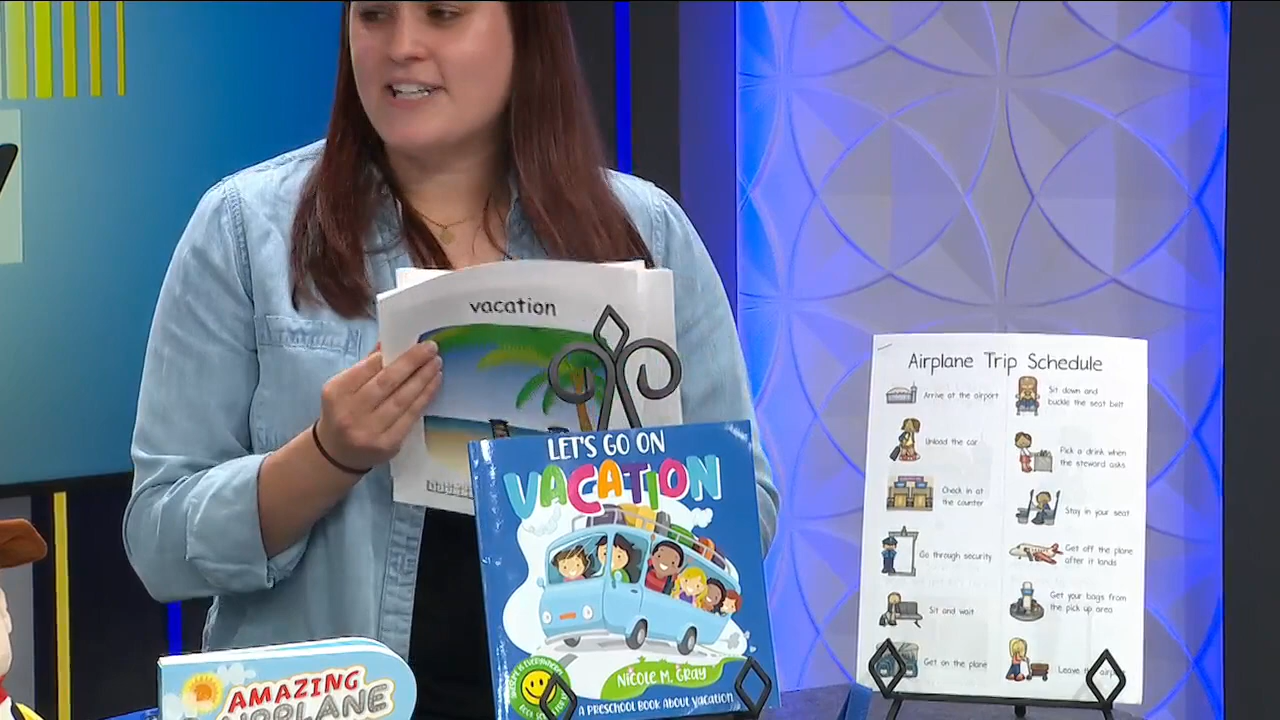 vacation
LET'S GO ON
VACATION
NICOLE M. GRAY
A PRESCHOOL BOOK ABOUT VACATION
AMAZING
AIRPLANE
Airplane Trip Schedule
Arrive at the airport
Unload the car
Check in at
the counter
Go through security
Sit and wait
Get on the plane
Sit down and
buckle the seat belt
Pick a drink when
the steward asks
Stay in your seat
Get off the plane
after it lands
Get your bags from
the pick up area
Leave